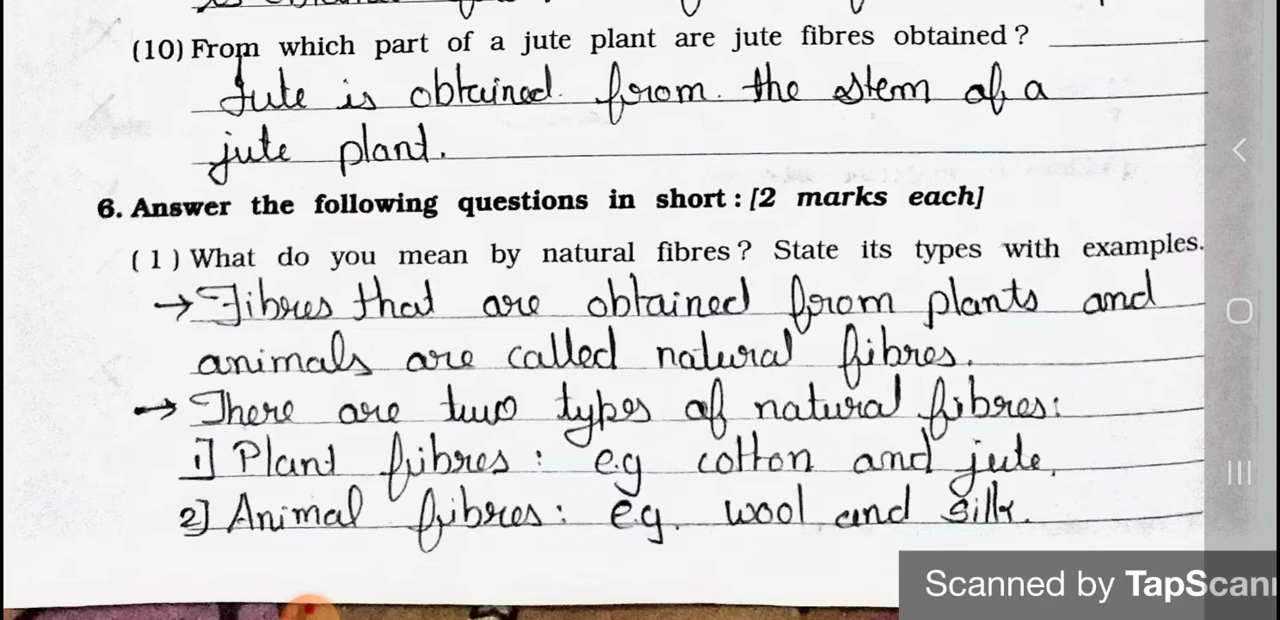 (10) From which part of a jute plant are jute fibres obtained ?
Jute is obtained from the stem of a
jute plant.
6. Answer the following questions in short : [2 marks each]
( 1 ) What do you mean by natural fibres ? State its types with examples.
→ Fibres that are obtained from plants and
animals are called natural fibres.
→ There are two types of natural fibres:
1] Plant fibres : e.g cotton and jute.
2] Animal fibres : e.g. wool and silk.
Scanned by TapScan